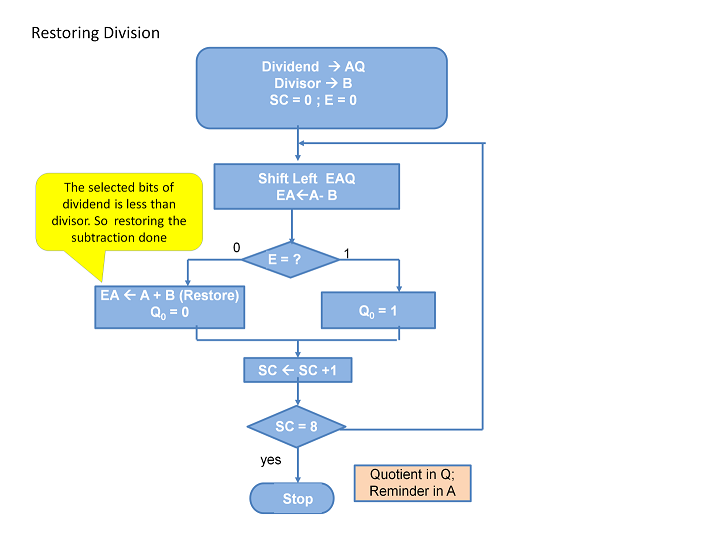 Restoring Division
Dividend → AQ
Divisor → B
SC = 0 ; E = 0
Shift Left EAQ
EA←A- B
The selected bits of
dividend is less than
divisor. So restoring the
subtraction done
0
E = ?
1
EA ← A + B (Restore)
Q₀ = 0
Q₀ = 1
SC ← SC +1
SC = 8
yes
Quotient in Q;
Reminder in A
Stop